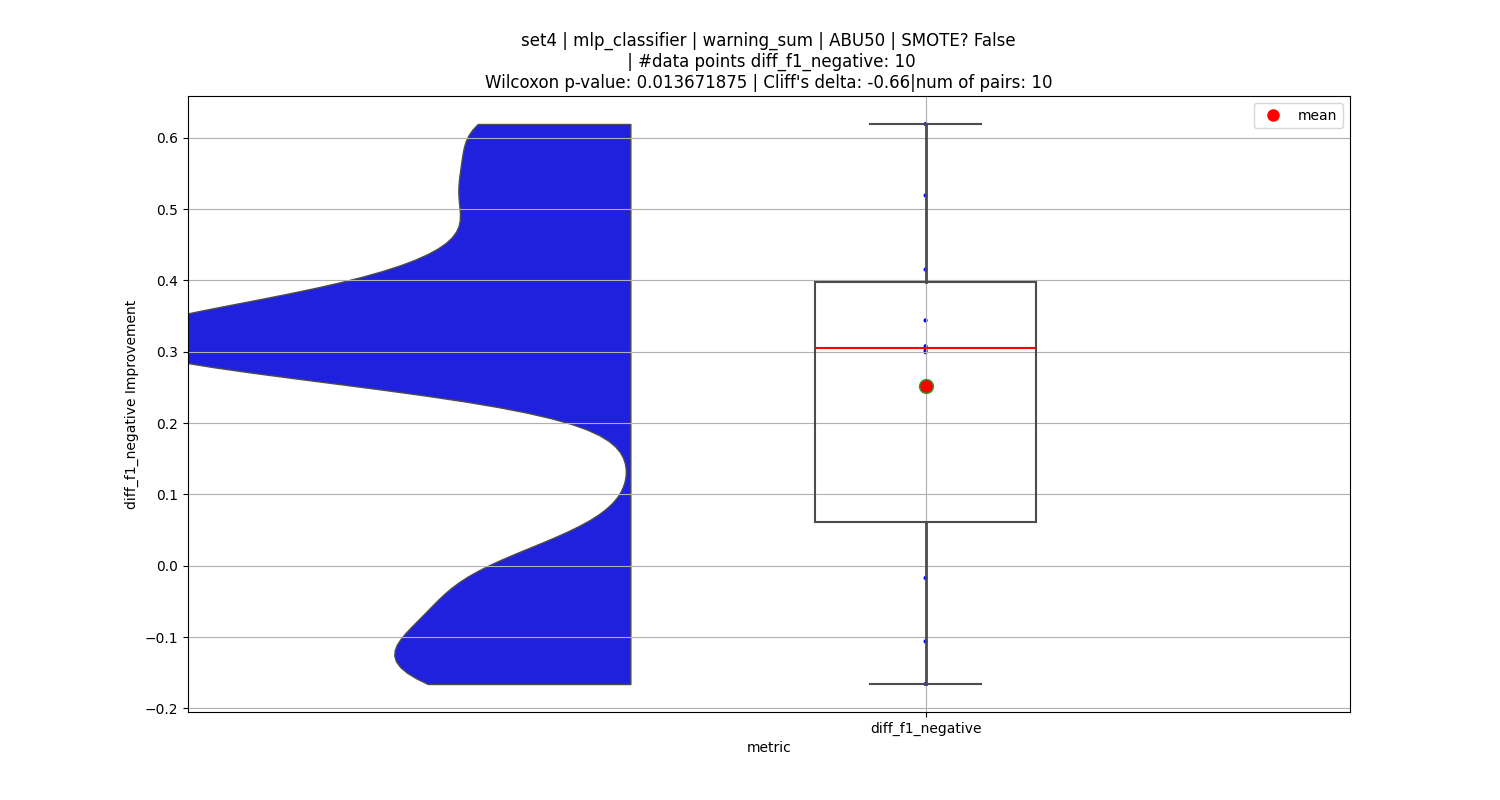 set4 | mlp_classifier | warning_sum | ABU50 | SMOTE? False
| #data points diff_f1_negative: 10
Wilcoxon p-value: 0.013671875 | Cliff's delta: -0.66|num of pairs: 10
mean
0.6
0.5
0.4
0.3
0.2
0.1
0.0
−0.1
−0.2
diff_f1_negative Improvement
diff_f1_negative
metric